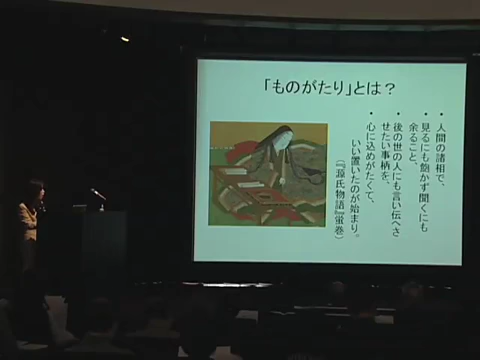 「ものがたり」とは？
• 人間の諸相で、
• 見るにも飽かず聞くにも
余ること、
• 後の世の人にも言い伝へさ
せたい事柄を、
• 心に込めがたくて、
いい置いたのが始まり。
（『源氏物語』蛍巻）